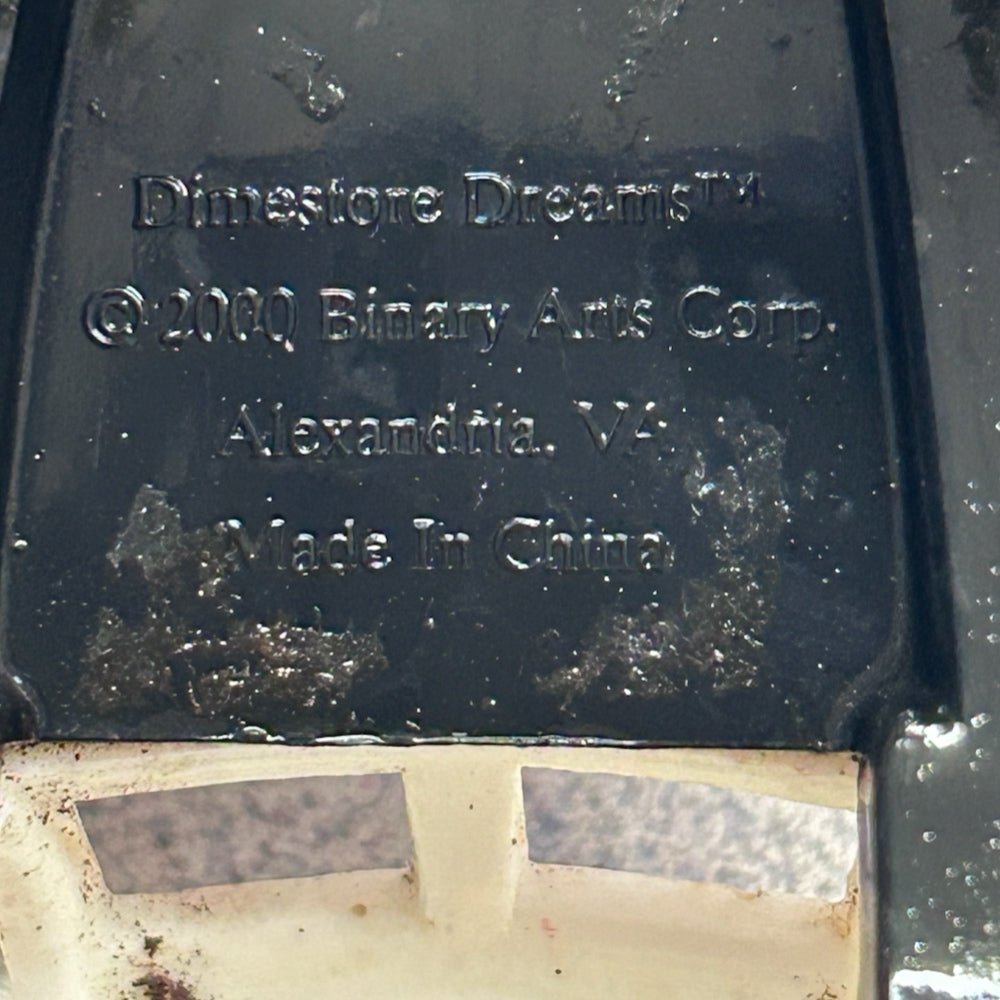 Dimestore Dreams™
© 2000 Binary Arts Corp.
Alexandria, VA
Made In China